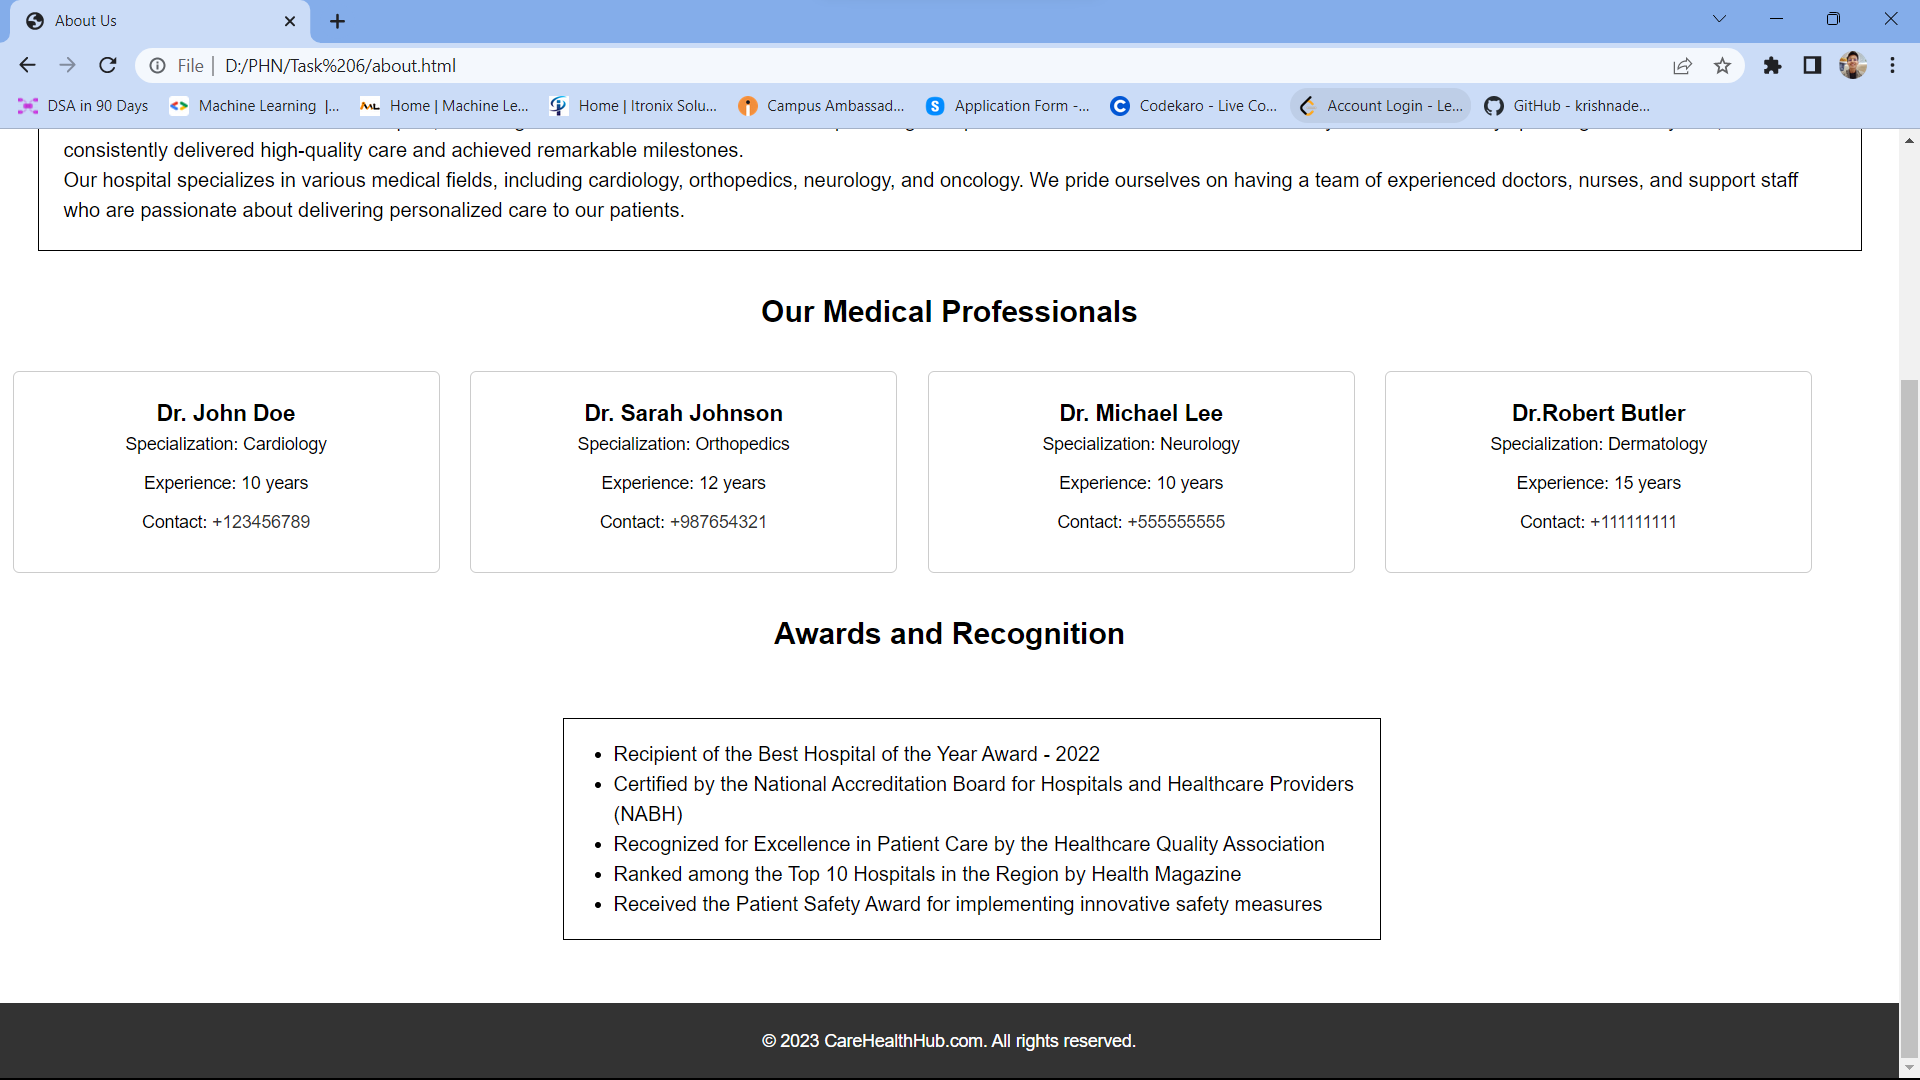 About Us
File
D:/PHN/Task%206/about.html
DSA in 90 Days
Machine Learning |...
Home | Machine Le...
Home | Itronix Solu...
Campus Ambassad...
Application Form -...
Codekaro - Live Co...
Account Login - Le...
GitHub - krishnade...
consistently delivered high-quality care and achieved remarkable milestones.
Our hospital specializes in various medical fields, including cardiology, orthopedics, neurology, and oncology. We pride ourselves on having a team of experienced doctors, nurses, and support staff
who are passionate about delivering personalized care to our patients.
Our Medical Professionals
Dr. John Doe
Specialization: Cardiology
Experience: 10 years
Contact: +123456789
Dr. Sarah Johnson
Specialization: Orthopedics
Experience: 12 years
Contact: +987654321
Dr. Michael Lee
Specialization: Neurology
Experience: 10 years
Contact: +555555555
Dr.Robert Butler
Specialization: Dermatology
Experience: 15 years
Contact: +111111111
Awards and Recognition
• Recipient of the Best Hospital of the Year Award - 2022
• Certified by the National Accreditation Board for Hospitals and Healthcare Providers
(NABH)
• Recognized for Excellence in Patient Care by the Healthcare Quality Association
• Ranked among the Top 10 Hospitals in the Region by Health Magazine
• Received the Patient Safety Award for implementing innovative safety measures
© 2023 CareHealthHub.com. All rights reserved.